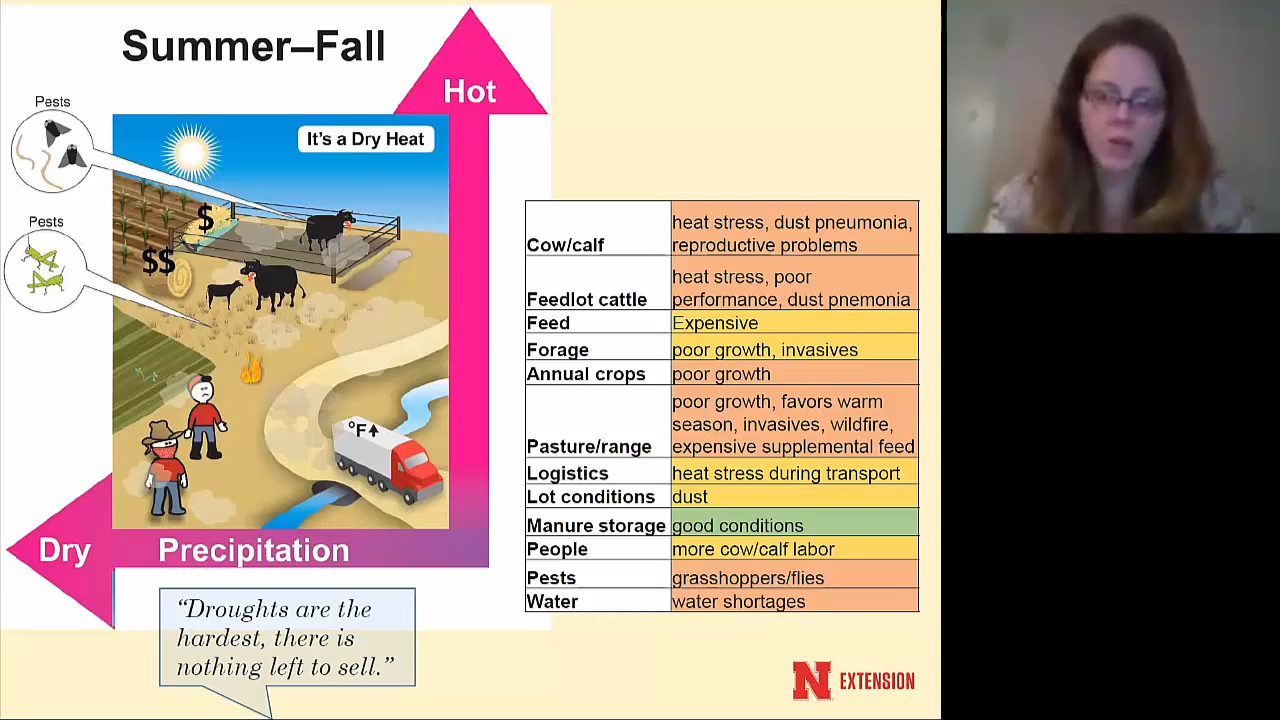 Summer–Fall
Hot
Pests
It's a Dry Heat
$
Pests
$$
°F
Dry
Precipitation
"Droughts are the
hardest, there is
nothing left to sell."
Cow/calf
heat stress, dust pneumonia,
reproductive problems
Feedlot cattle
heat stress, poor
performance, dust pnemonia
Feed
Expensive
Forage
poor growth, invasives
Annual crops
poor growth
Pasture/range
poor growth, favors warm
season, invasives, wildfire,
expensive supplemental feed
Logistics
heat stress during transport
Lot conditions
dust
Manure storage
good conditions
People
more cow/calf labor
Pests
grasshoppers/flies
Water
water shortages
N EXTENSION